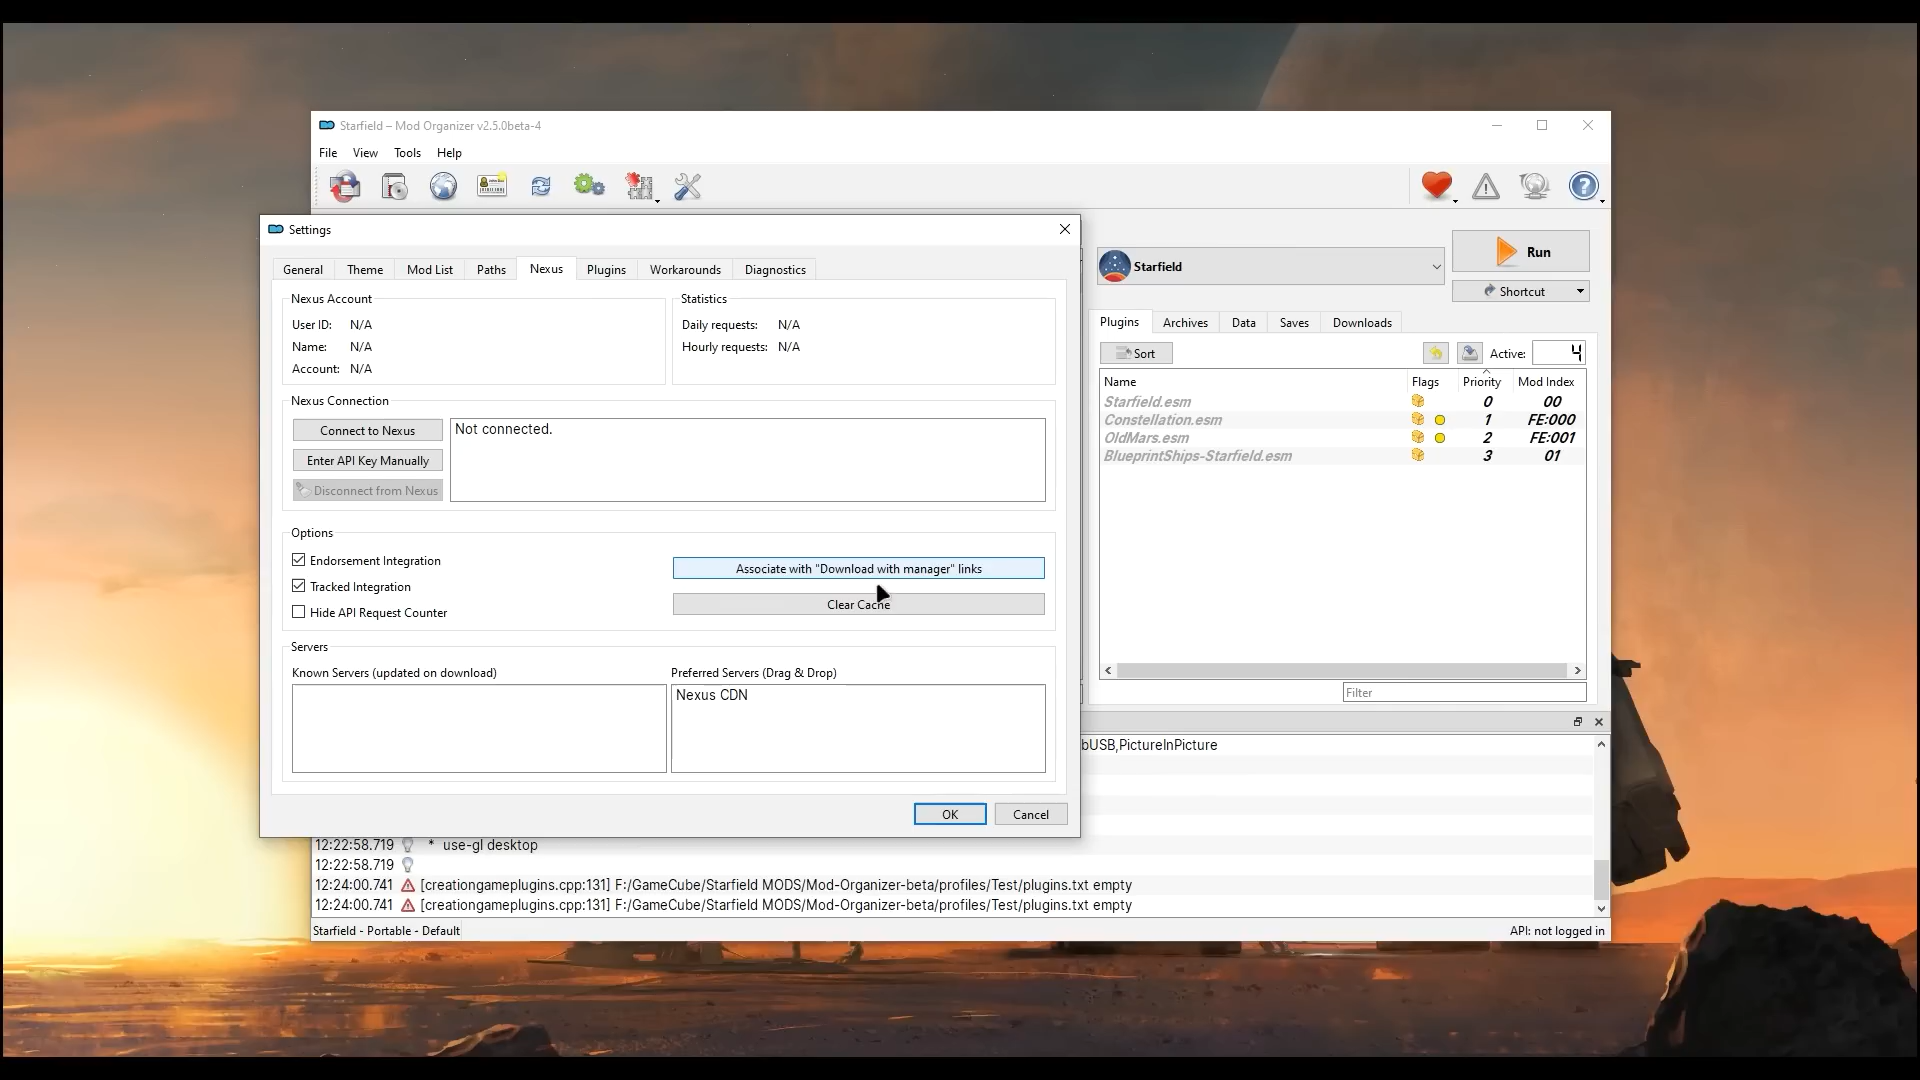 Starfield – Mod Organizer v2.5.0beta-4
File View Tools Help
Settings
General Theme Mod List Paths Nexus Plugins Workarounds Diagnostics
Nexus Account
User ID: N/A
Name: N/A
Account: N/A
Statistics
Daily requests: N/A
Hourly requests: N/A
Nexus Connection
Connect to Nexus
Enter API Key Manually
Disconnect from Nexus
Not connected.
Options
Endorsement Integration
Tracked Integration
Hide API Request Counter
Associate with "Download with manager" links
Clear Cache
Servers
Known Servers (updated on download)
Preferred Servers (Drag & Drop)
Nexus CDN
OK Cancel
Starfield
Run
Shortcut
Plugins Archives Data Saves Downloads
Sort
Active: 4
Name Flags Priority Mod Index
Starfield.esm 0 00
Constellation.esm 1 FE:000
OldMars.esm 2 FE:001
BlueprintShips-Starfield.esm 3 01
Filter
bUSB,PictureInPicture
12:22:58.719 * use-gl desktop
12:22:58.719
12:24:00.741 [creationgameplugins.cpp:131] F:/GameCube/Starfield MODS/Mod-Organizer-beta/profiles/Test/plugins.txt empty
12:24:00.741 [creationgameplugins.cpp:131] F:/GameCube/Starfield MODS/Mod-Organizer-beta/profiles/Test/plugins.txt empty
Starfield - Portable - Default
API: not logged in